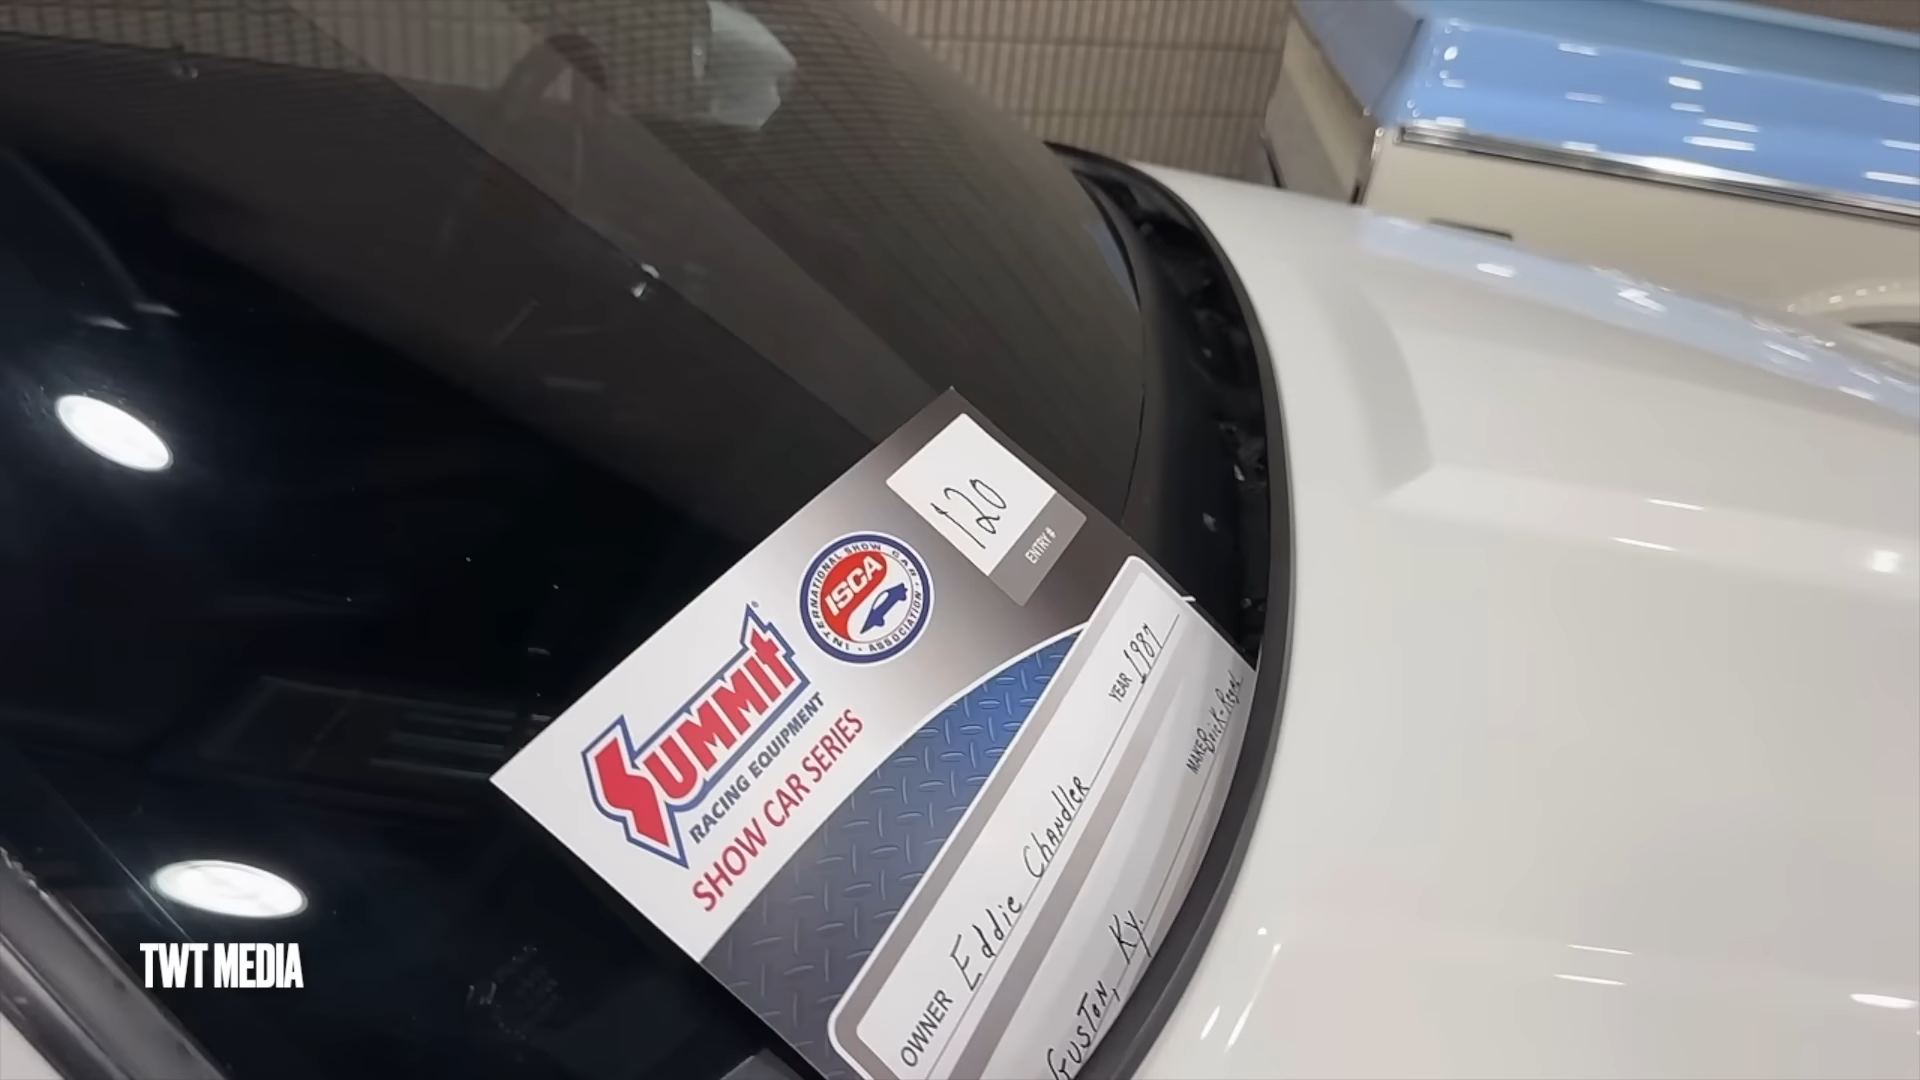 120
ENTRY #
INTERNATIONAL SHOW CAR ASSOCIATION
ISCA
SUMMIT
RACING EQUIPMENT
SHOW CAR SERIES
OWNER Eddie Chandler
YEAR 1987
Guston, Ky.
MAKE Buick-Regal
TWT MEDIA